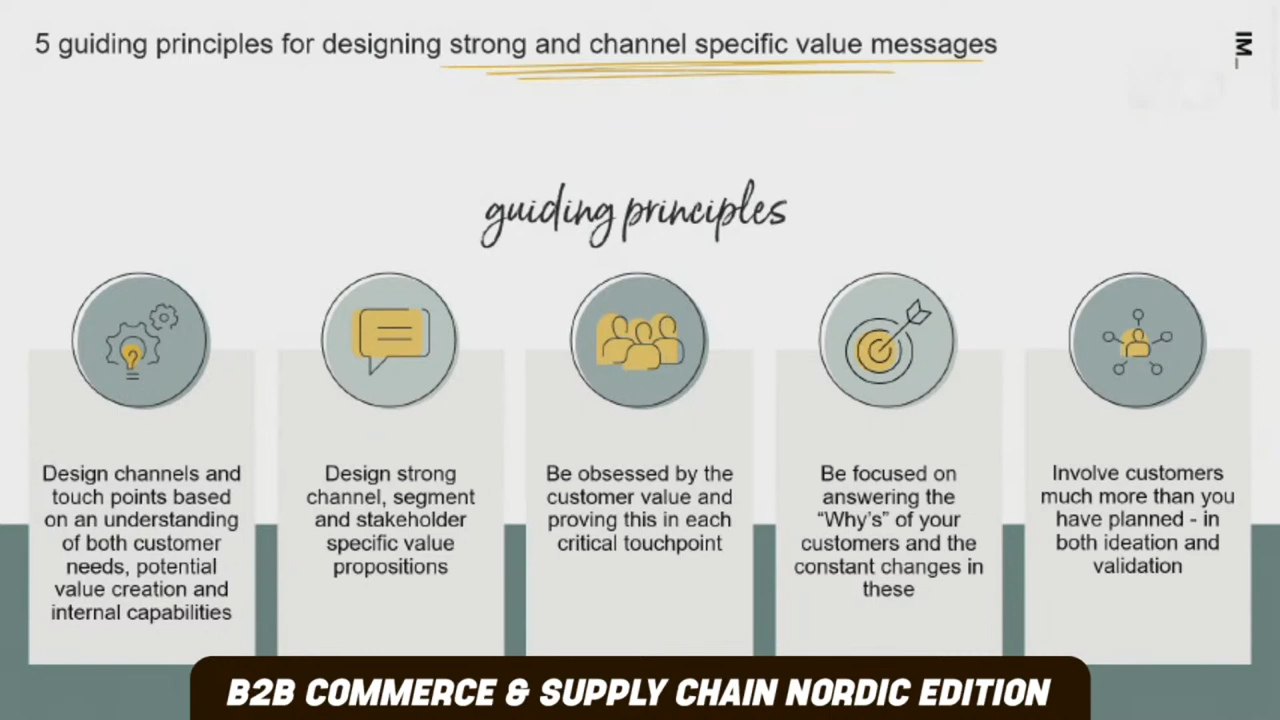 5 guiding principles for designing strong and channel specific value messages
IM_
guiding principles
Design channels and
touch points based
on an understanding
of both customer
needs, potential
value creation and
internal capabilities
Design strong
channel, segment
and stakeholder
specific value
propositions
Be obsessed by the
customer value and
proving this in each
critical touchpoint
Be focused on
answering the
“Why’s” of your
customers and the
constant changes in
these
Involve customers
much more than you
have planned - in
both ideation and
validation
B2B COMMERCE & SUPPLY CHAIN NORDIC EDITION